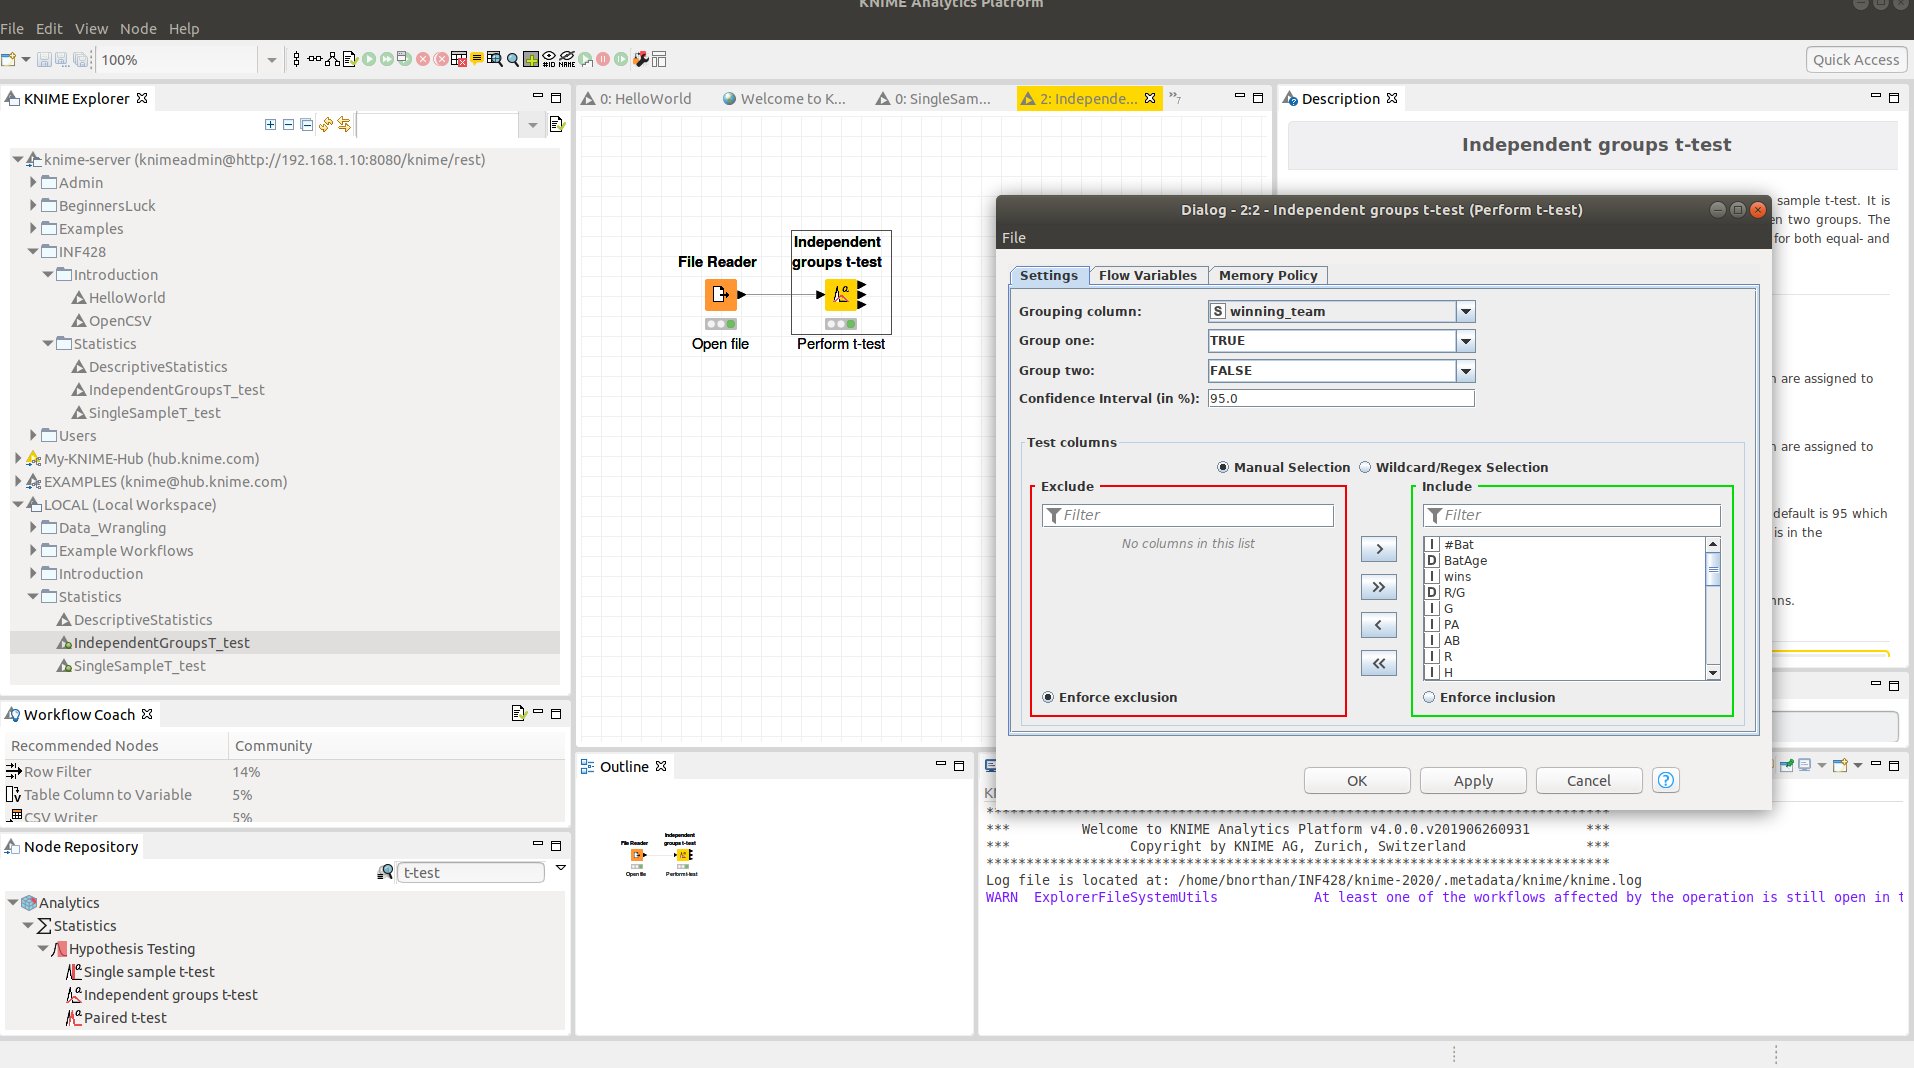 KNIME Analytics Platform
File Edit View Node Help
100%
Quick Access
KNIME Explorer
knime-server (knimeadmin@http://192.168.1.10:8080/knime/rest)
Admin
BeginnersLuck
Examples
INF428
Introduction
HelloWorld
OpenCSV
Statistics
DescriptiveStatistics
IndependentGroupsT_test
SingleSampleT_test
Users
My-KNIME-Hub (hub.knime.com)
EXAMPLES (knime@hub.knime.com)
LOCAL (Local Workspace)
Data_Wrangling
Example Workflows
Introduction
Statistics
DescriptiveStatistics
IndependentGroupsT_test
SingleSampleT_test
Workflow Coach
Recommended Nodes Community
Row Filter 14%
Table Column to Variable 5%
CSV Writer 5%
Node Repository
t-test
Analytics
Statistics
Hypothesis Testing
Single sample t-test
Independent groups t-test
Paired t-test
0: HelloWorld Welcome to K... 0: SingleSam... 2: Independe... 7
File Reader
Open file
Independent
groups t-test
Perform t-test
Outline
File Reader
Open file
Independent
groups t-test
Perform t-test
Description
Independent groups t-test
sample t-test. It is
en two groups. The
for both equal- and
are assigned to
are assigned to
default is 95 which
is in the
Dialog - 2:2 - Independent groups t-test (Perform t-test)
File
Settings Flow Variables Memory Policy
Grouping column: S winning_team
Group one: TRUE
Group two: FALSE
Confidence Interval (in %): 95.0
Test columns
Manual Selection Wildcard/Regex Selection
Exclude
Filter
No columns in this list
Enforce exclusion
>
>>
<
<<
Include
Filter
I #Bat
D BatAge
I wins
D R/G
I G
I PA
I AB
I R
I H
Enforce inclusion
OK Apply Cancel ?
*** Welcome to KNIME Analytics Platform v4.0.0.v201906260931 ***
*** Copyright by KNIME AG, Zurich, Switzerland ***
Log file is located at: /home/bnorthan/INF428/knime-2020/.metadata/knime/knime.log
WARN ExplorerFileSystemUtils At least one of the workflows affected by the operation is still open in t